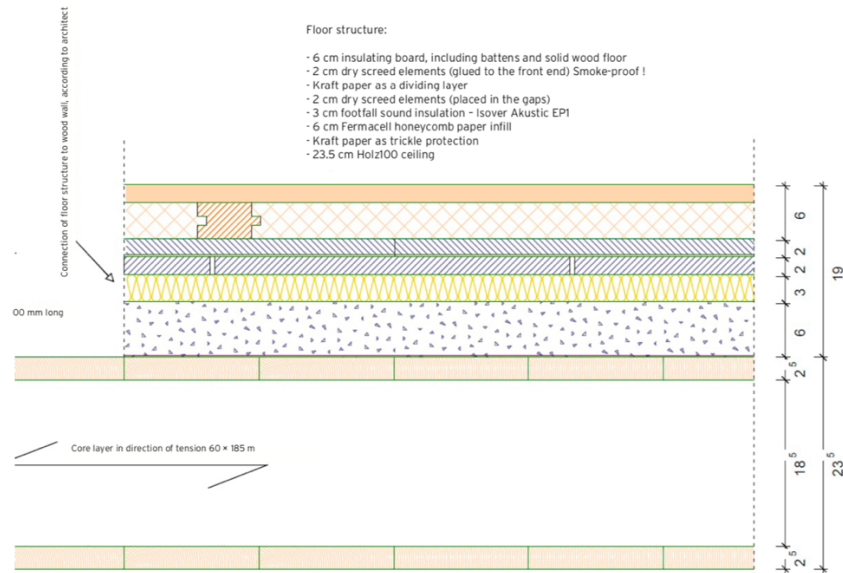 Floor structure:
- 6 cm insulating board, including battens and solid wood floor
- 2 cm dry screed elements (glued to the front end) Smoke-proof !
- Kraft paper as a dividing layer
- 2 cm dry screed elements (placed in the gaps)
- 3 cm footfall sound insulation – Isover Akustic EP1
- 6 cm Fermacell honeycomb paper infill
- Kraft paper as trickle protection
- 23.5 cm Holz100 ceiling
Connection of floor structure to wood wall, according to architect
6
2
2
3
6
19
00 mm long
2 5
Core layer in direction of tension 60 × 185 m
18 5
23 5
2 5